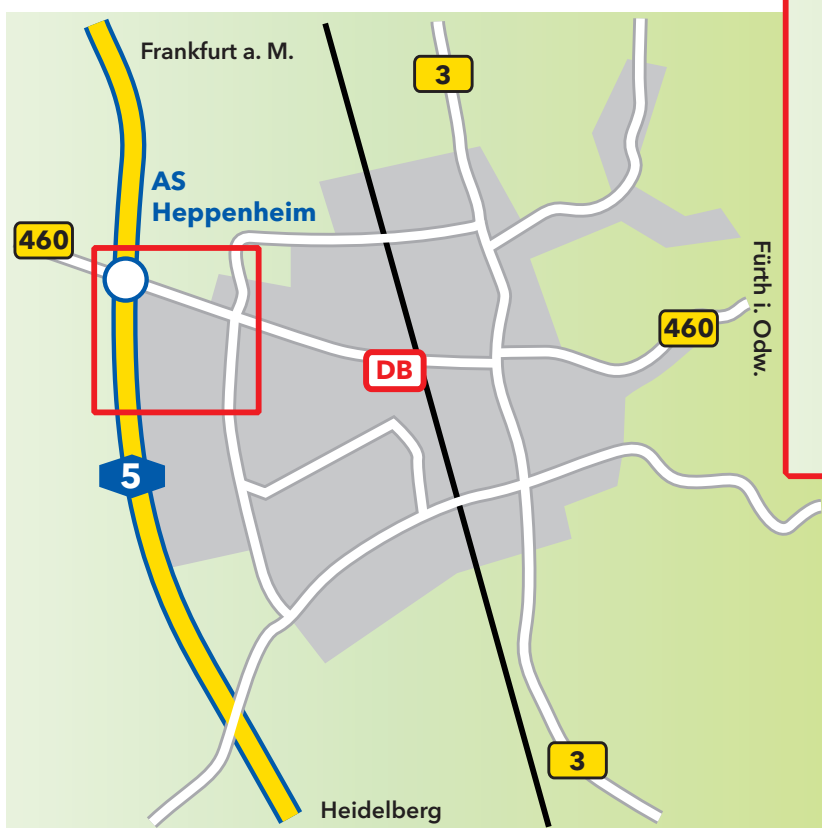 Frankfurt a. M.
3
AS
Heppenheim
460
Fürth i. Odw.
460
DB
5
3
Heidelberg